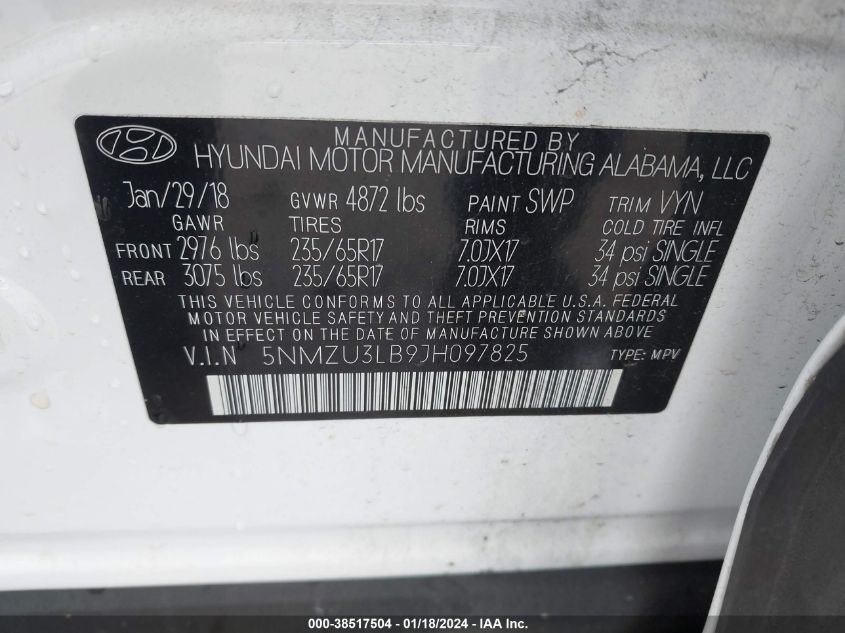 MANUFACTURED BY
HYUNDAI MOTOR MANUFACTURING ALABAMA, LLC
Jan/29/18 GVWR 4872 lbs PAINT SWP TRIM VYN
GAWR TIRES RIMS COLD TIRE INFL
FRONT 2976 lbs 235/65R17 7.0JX17 34 psi SINGLE
REAR 3075 lbs 235/65R17 7.0JX17 34 psi SINGLE
THIS VEHICLE CONFORMS TO ALL APPLICABLE U.S.A. FEDERAL
MOTOR VEHICLE SAFETY AND THEFT PREVENTION STANDARDS
IN EFFECT ON THE DATE OF MANUFACTURE SHOWN ABOVE.
V.I.N 5NMZU3LB9JH097825 TYPE: MPV
000-38517504 - 01/18/2024 - IAA Inc.